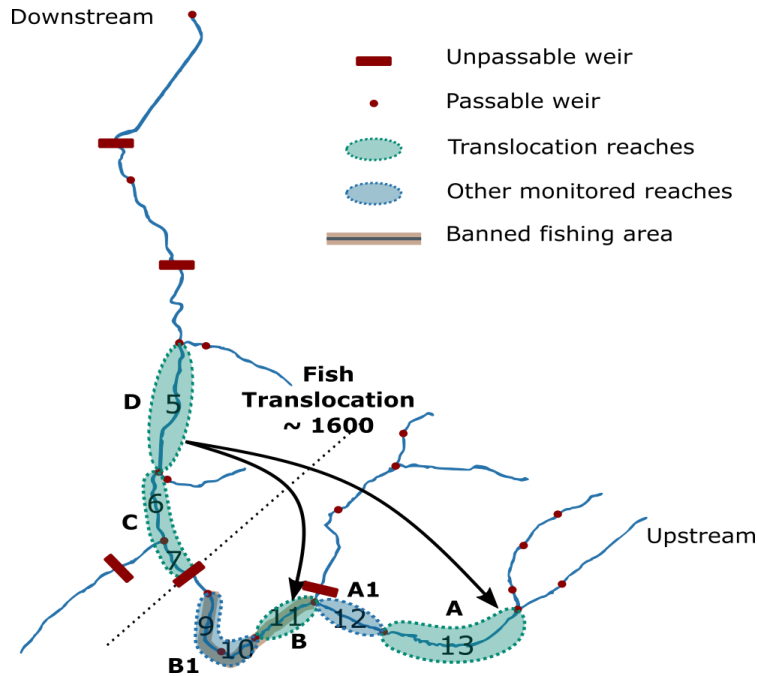 Downstream
Unpassable weir
Passable weir
Translocation reaches
Other monitored reaches
Banned fishing area
Fish
Translocation
~ 1600
D
5
6
C
7
Upstream
A1
A
11
12
B
9
10
13
B1